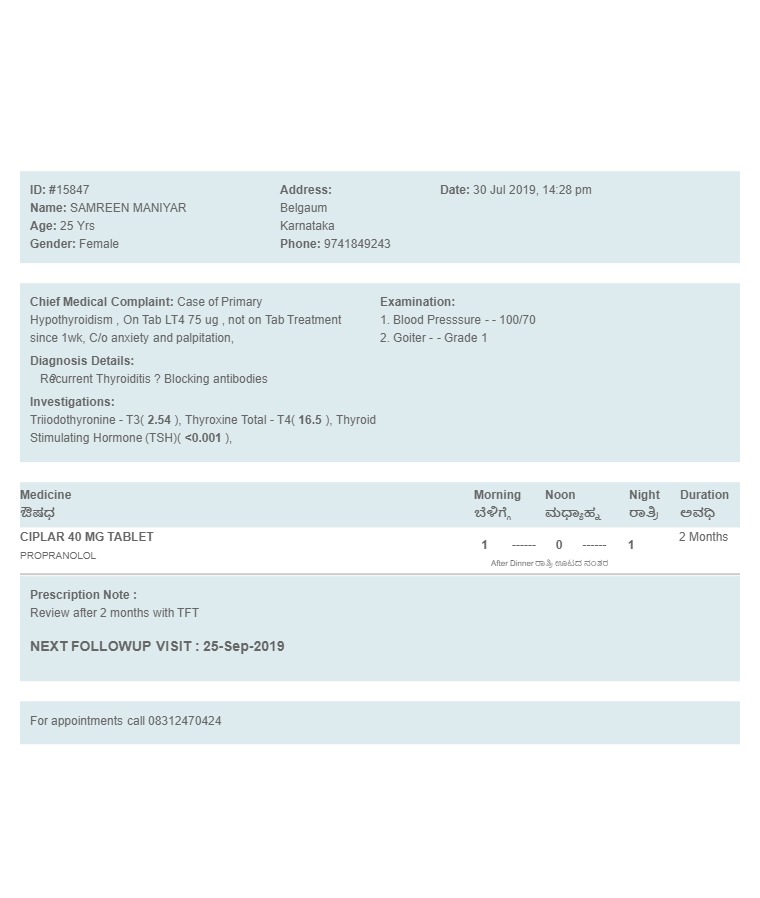 ID: #15847
Name: SAMREEN MANIYAR
Age: 25 Yrs
Gender: Female
Address:
Belgaum
Karnataka
Phone: 9741849243
Date: 30 Jul 2019, 14:28 pm
Chief Medical Complaint: Case of Primary
Hypothyroidism , On Tab LT4 75 ug , not on Tab Treatment
since 1wk, C/o anxiety and palpitation,
Diagnosis Details:
Recurrent Thyroiditis ? Blocking antibodies
Investigations:
Triiodothyronine - T3( 2.54 ), Thyroxine Total - T4( 16.5 ), Thyroid
Stimulating Hormone (TSH)( <0.001 ),
Examination:
1. Blood Presssure - - 100/70
2. Goiter - - Grade 1
Medicine Morning Noon Night Duration
ಔಷಧ ಬೆಳಿಗ್ಗೆ ಮಧ್ಯಾಹ್ನ ರಾತ್ರಿ ಅವಧಿ
CIPLAR 40 MG TABLET 2 Months
1 ------ 0 ------ 1
PROPRANOLOL
After Dinner ರಾತ್ರಿ ಊಟದ ನಂತರ
Prescription Note :
Review after 2 months with TFT
NEXT FOLLOWUP VISIT : 25-Sep-2019
For appointments call 08312470424